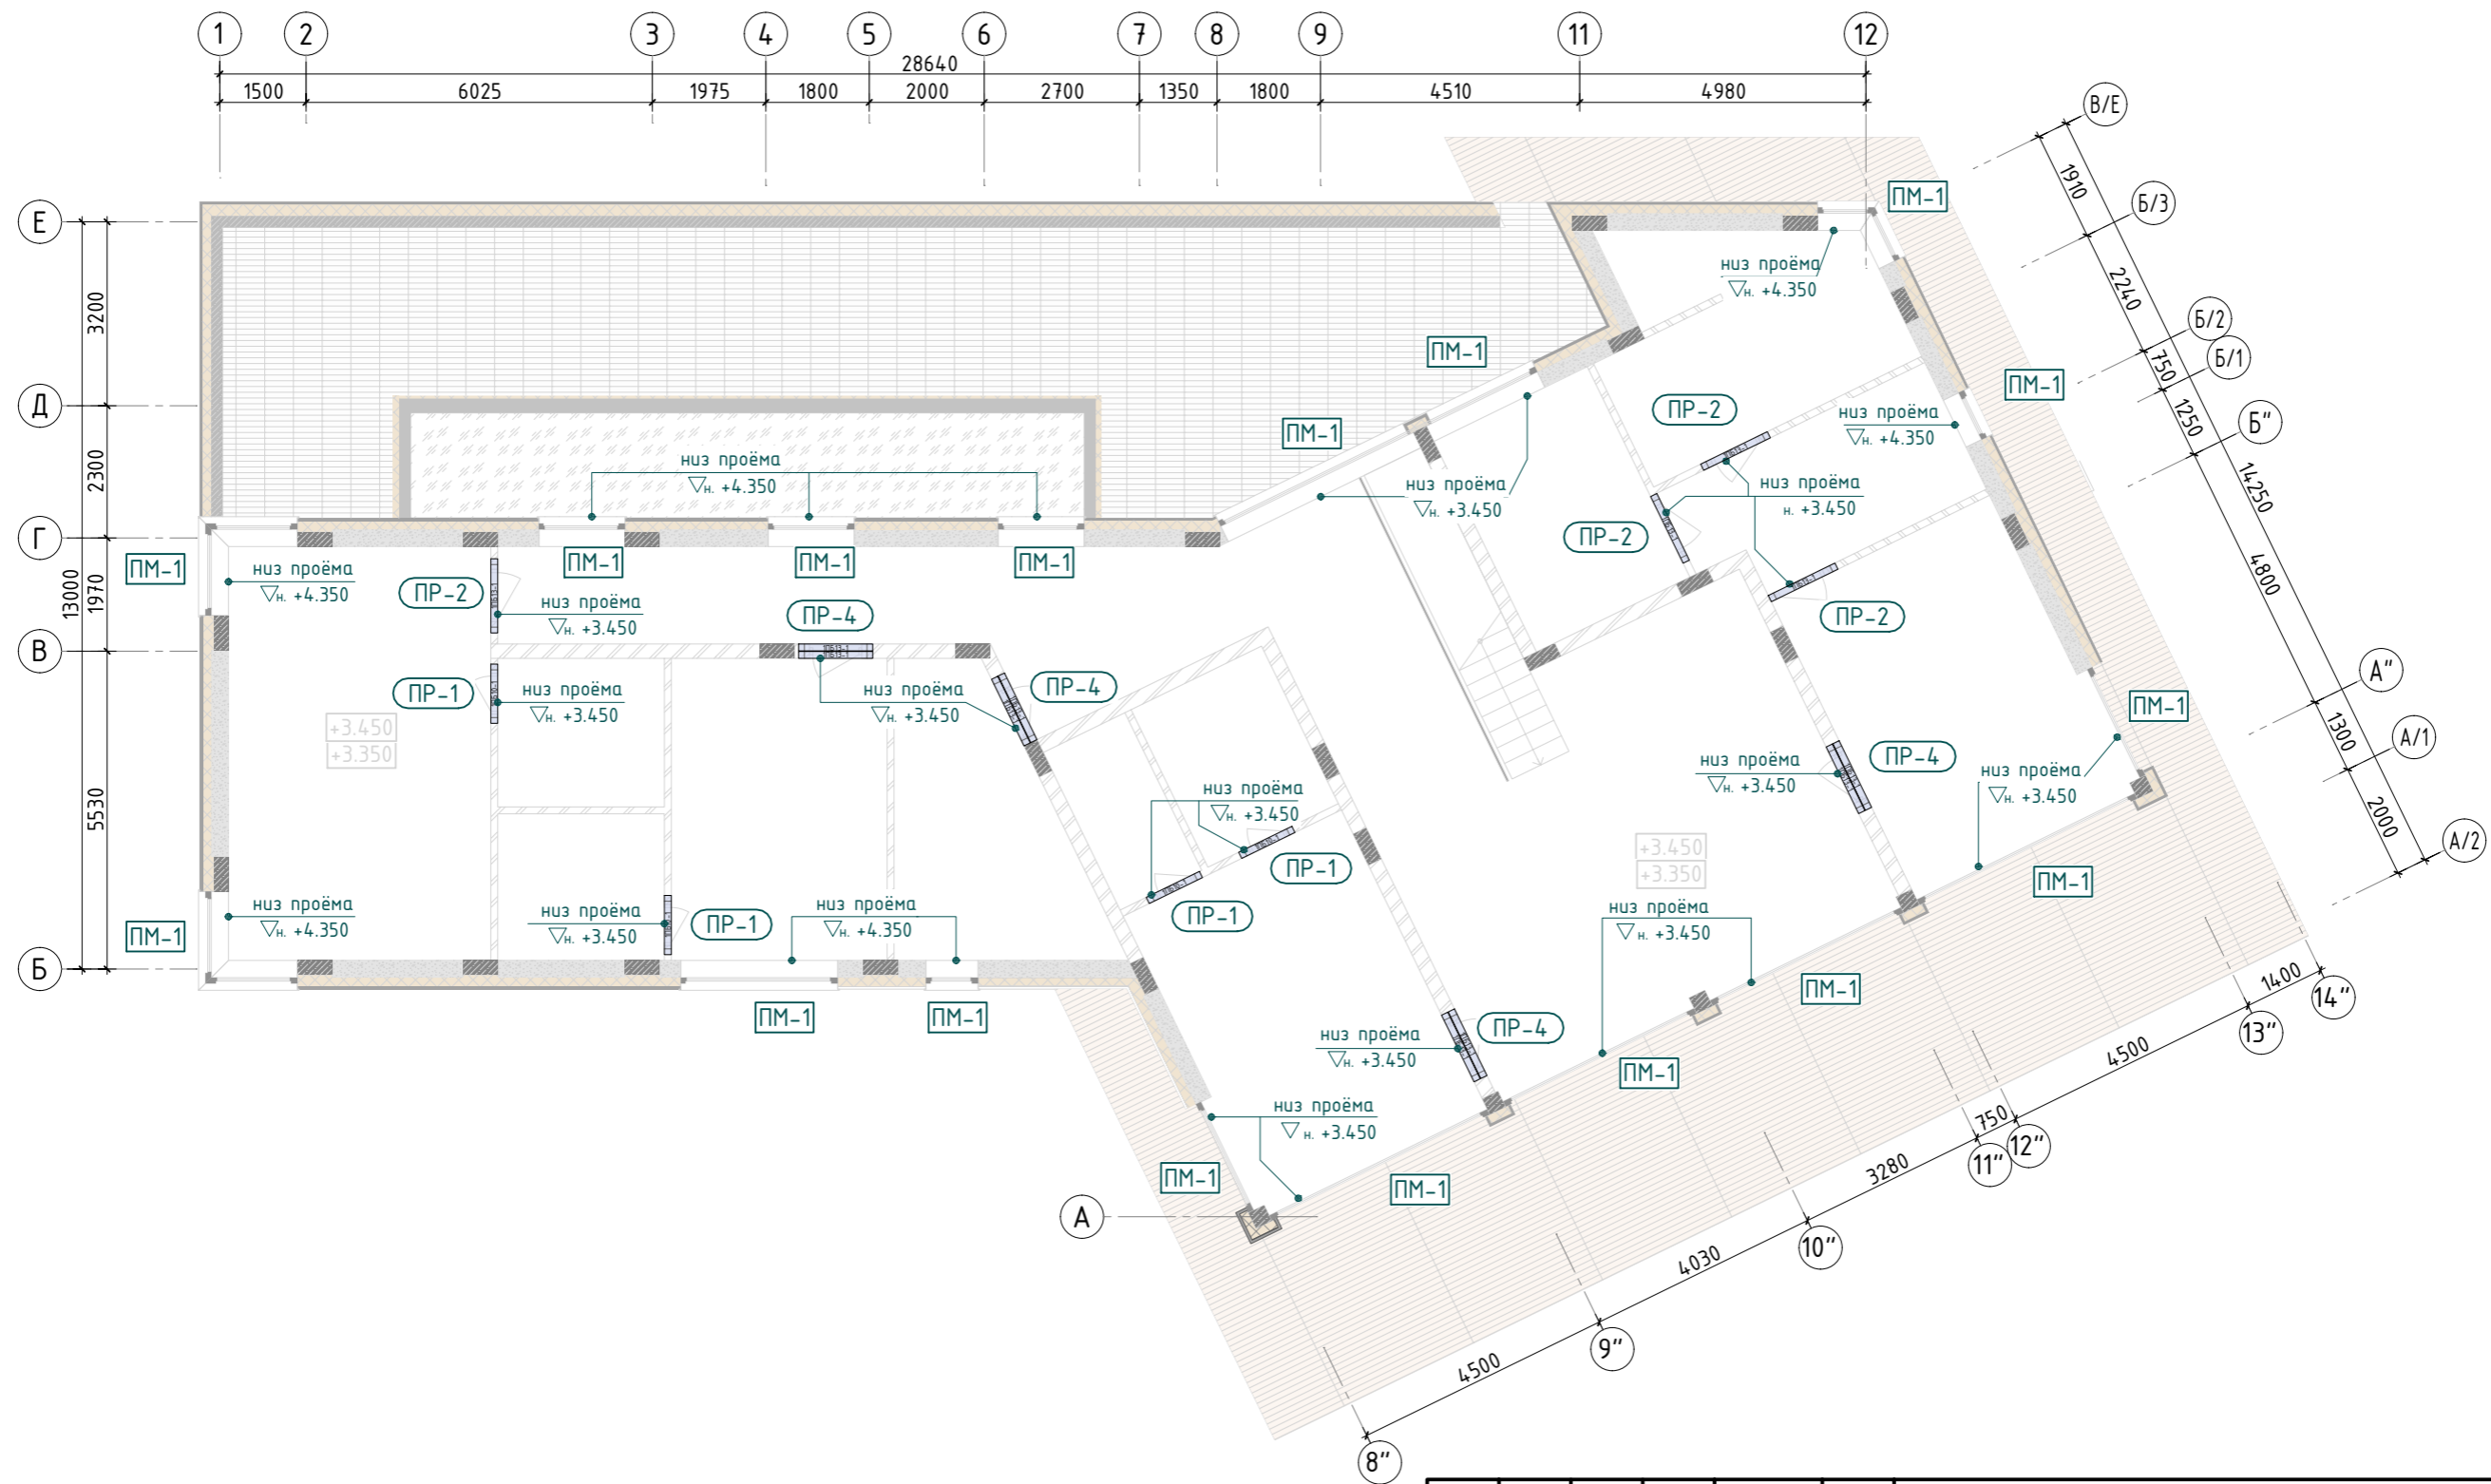 1 2 3 4 5 6 7 8 9 11 12
28640
1500 6025 1975 1800 2000 2700 1350 1800 4510 4980
В/Е
1910
Б/3
2240
Б/2
750
Б/1
1250
Б"
14250
4800
А"
1300
А/1
2000
А/2
Е
3200
Д
2300
Г
13000
1970
В
5530
Б
ПМ-1
низ проёма
н. +4.350
ПМ-1
ПМ-1
ПМ-1
ПР-2
низ проёма
н. +4.350
низ проёма
н. +4.350
низ проёма
н. +3.450
низ проёма
н. +3.450
ПР-2
ПМ-1
ПМ-1
ПМ-1
ПМ-1
низ проёма
н. +4.350
ПР-2
низ проёма
н. +3.450
ПР-4
ПР-2
ПР-1
низ проёма
н. +3.450
низ проёма
н. +3.450
ПР-4
ПМ-1
+3.450
+3.350
низ проёма
н. +3.450
ПР-4
низ проёма
н. +3.450
низ проёма
н. +3.450
+3.450
+3.350
ПР-1
ПМ-1
низ проёма
н. +4.350
низ проёма
н. +3.450
ПР-1
низ проёма
н. +4.350
ПР-1
низ проёма
н. +3.450
ПМ-1
ПМ-1
ПМ-1
ПМ-1
низ проёма
н. +3.450
ПР-4
ПМ-1
низ проёма
н. +3.450
ПМ-1
ПМ-1
А
1400
14"
13"
4500
12"
750
11"
3280
10"
4030
9"
4500
8"